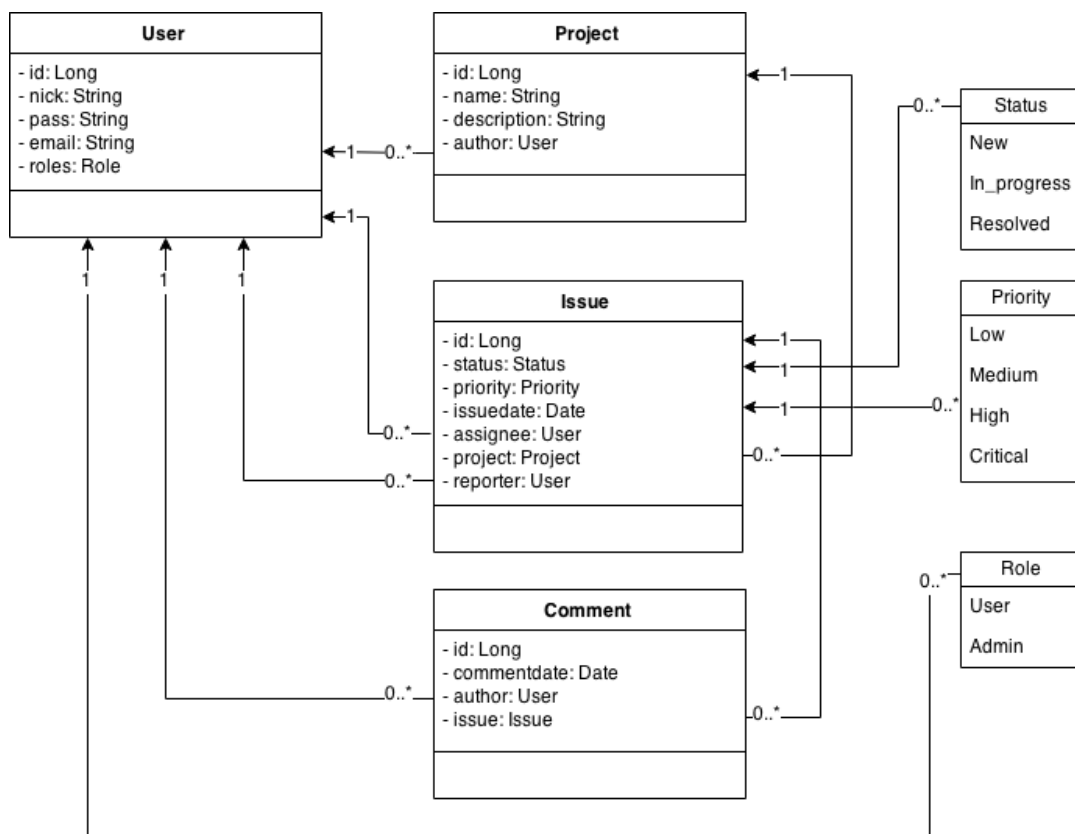 User
- id: Long
- nick: String
- pass: String
- email: String
- roles: Role
Project
- id: Long
- name: String
- description: String
- author: User
Status
New
In_progress
Resolved
Issue
- id: Long
- status: Status
- priority: Priority
- issuedate: Date
- assignee: User
- project: Project
- reporter: User
Priority
Low
Medium
High
Critical
Comment
- id: Long
- commentdate: Date
- author: User
- issue: Issue
Role
User
Admin
1
0..*
1
0..*
1
0..*
1
0..*
1
0..*
1
0..*
1
0..*
1
0..*
1
0..*